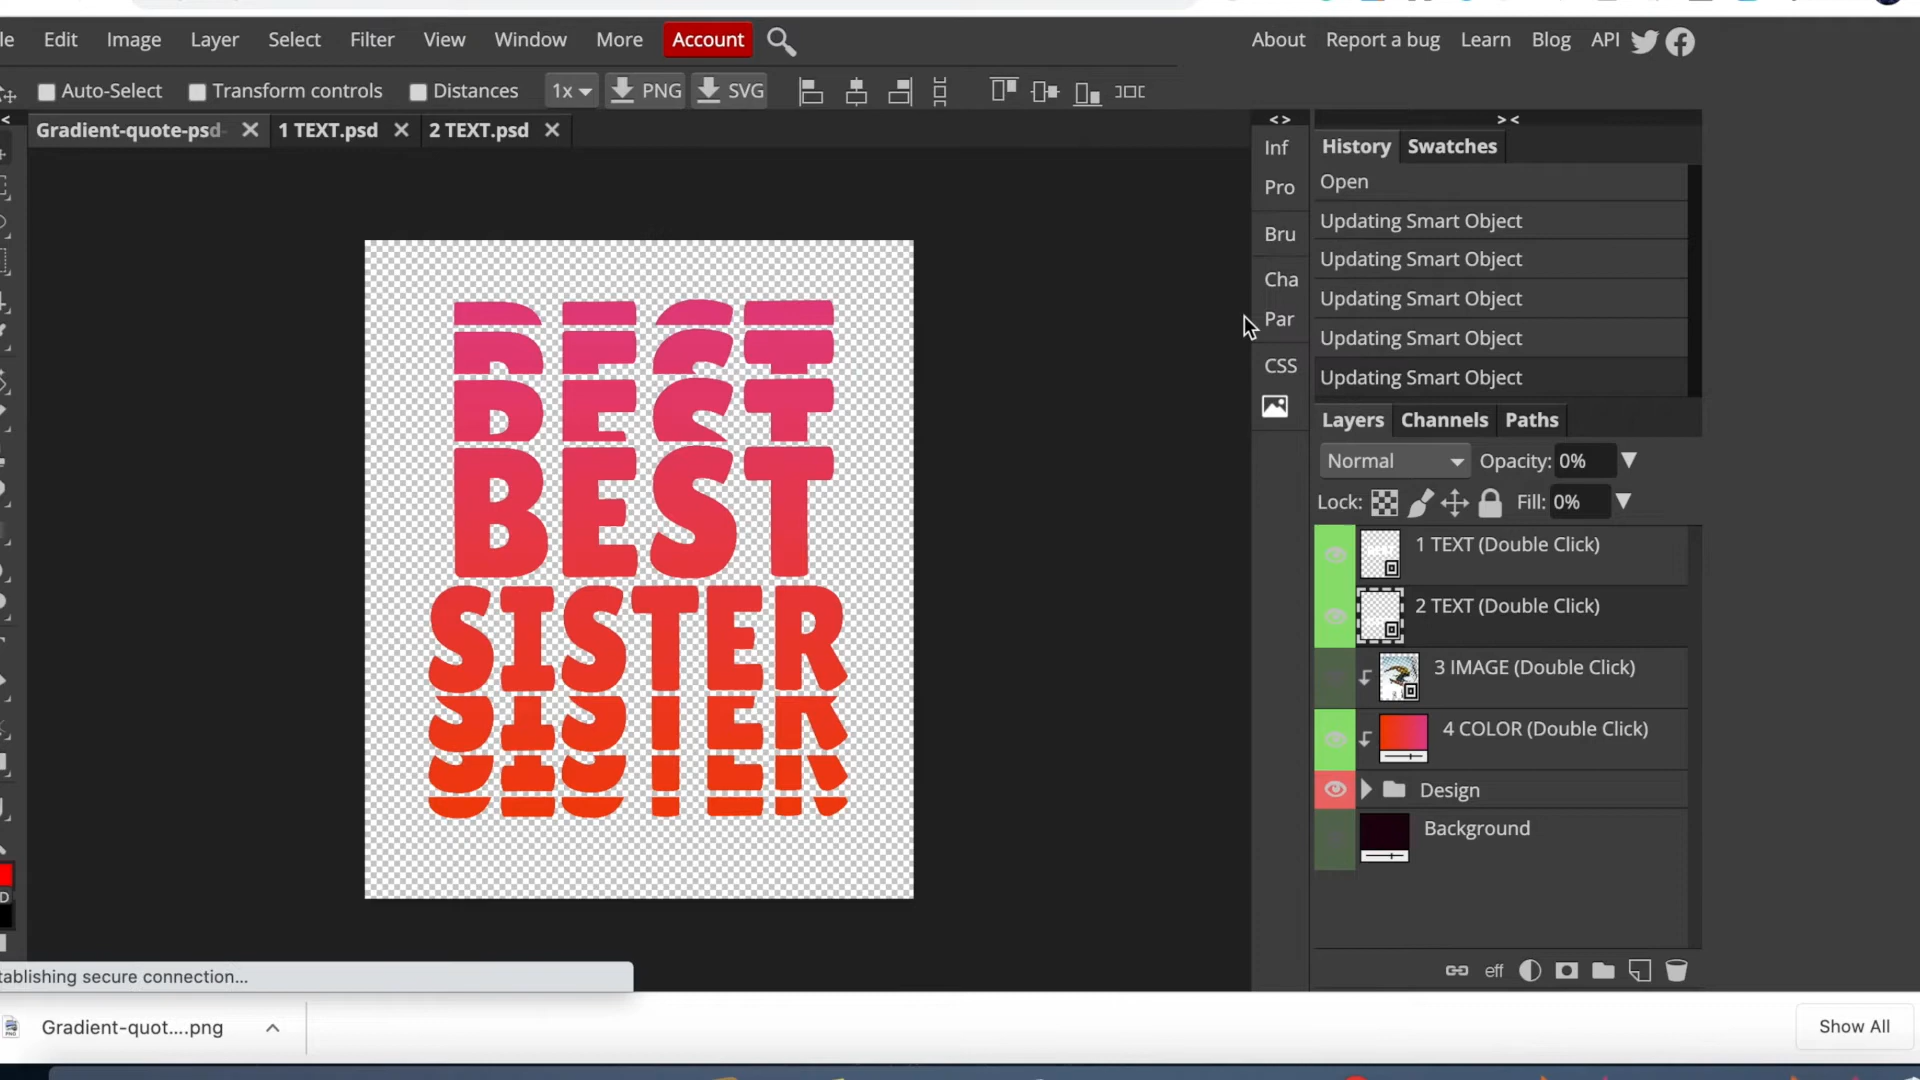 le Edit Image Layer Select Filter View Window More Account About Report a bug Learn Blog API
Auto-Select Transform controls Distances 1x PNG SVG
Gradient-quote-psd- 1 TEXT.psd 2 TEXT.psd
< > Inf
Pro
Bru
Cha
Par
CSS
> <
History Swatches
Open
Updating Smart Object
Updating Smart Object
Updating Smart Object
Updating Smart Object
Updating Smart Object
Layers Channels Paths
Normal Opacity: 0%
Lock: Fill: 0%
1 TEXT (Double Click)
2 TEXT (Double Click)
3 IMAGE (Double Click)
4 COLOR (Double Click)
Design
Background
eff
BEST
BEST
BEST
BEST
SISTER
SISTER
SISTER
SISTER
D
tablishing secure connection...
Gradient-quot....png
Show All